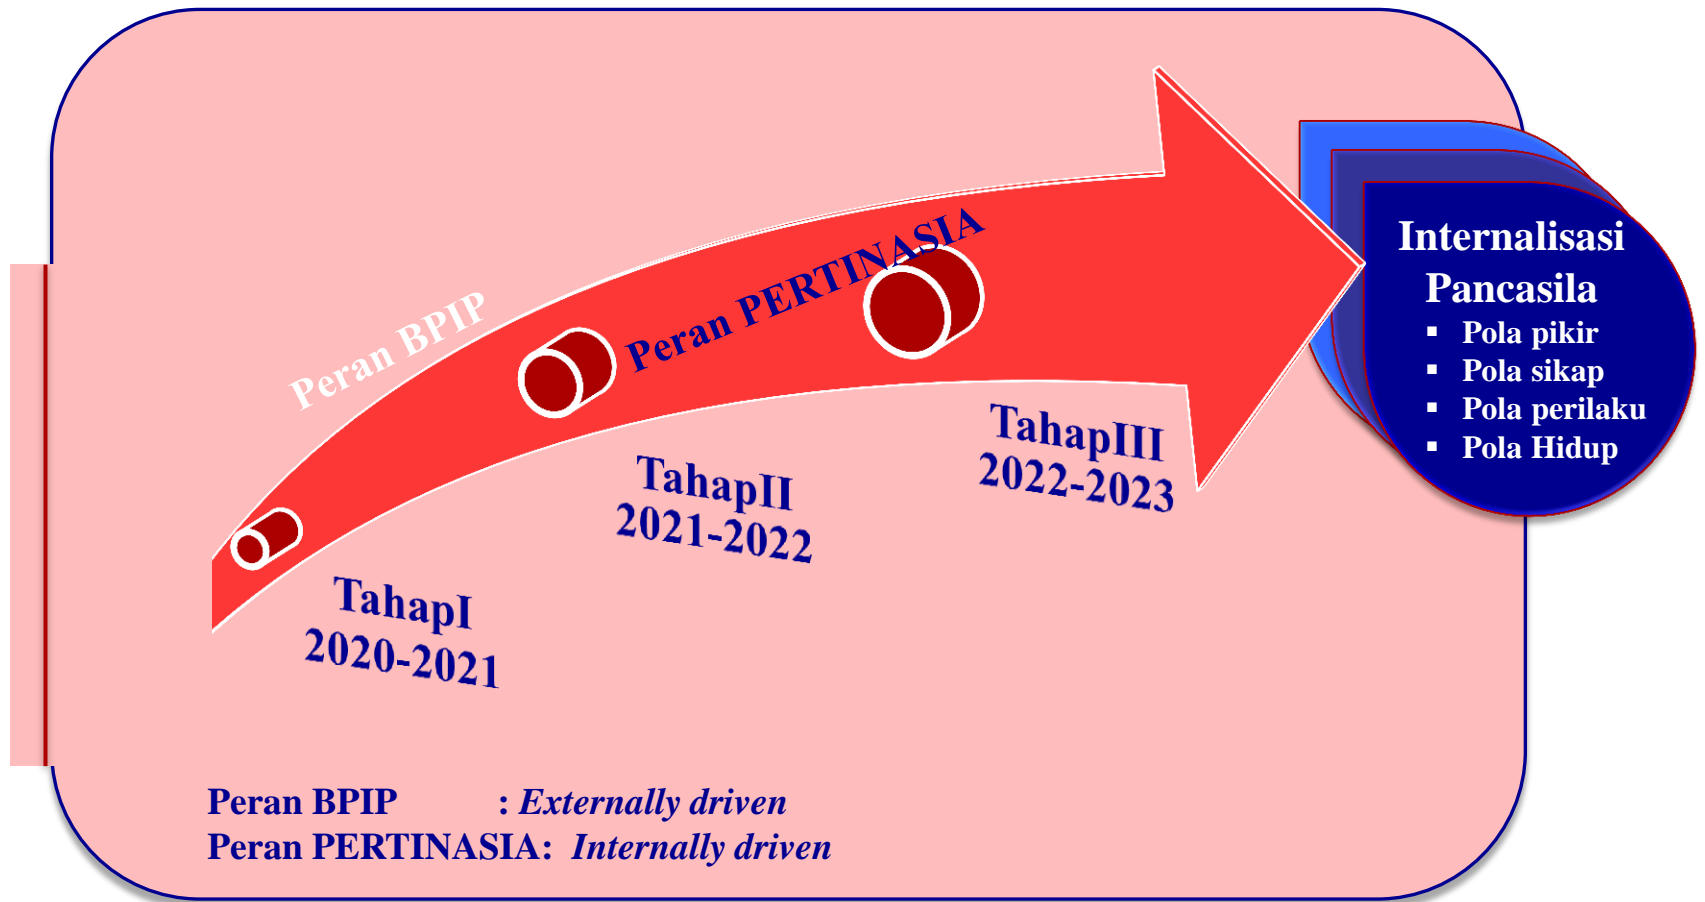 Peran BPIP
Peran PERTINASIA
Internalisasi
Pancasila
▪ Pola pikir
▪ Pola sikap
▪ Pola perilaku
▪ Pola Hidup
TahapIII
2022-2023
TahapII
2021-2022
TahapI
2020-2021
Peran BPIP : Externally driven
Peran PERTINASIA: Internally driven